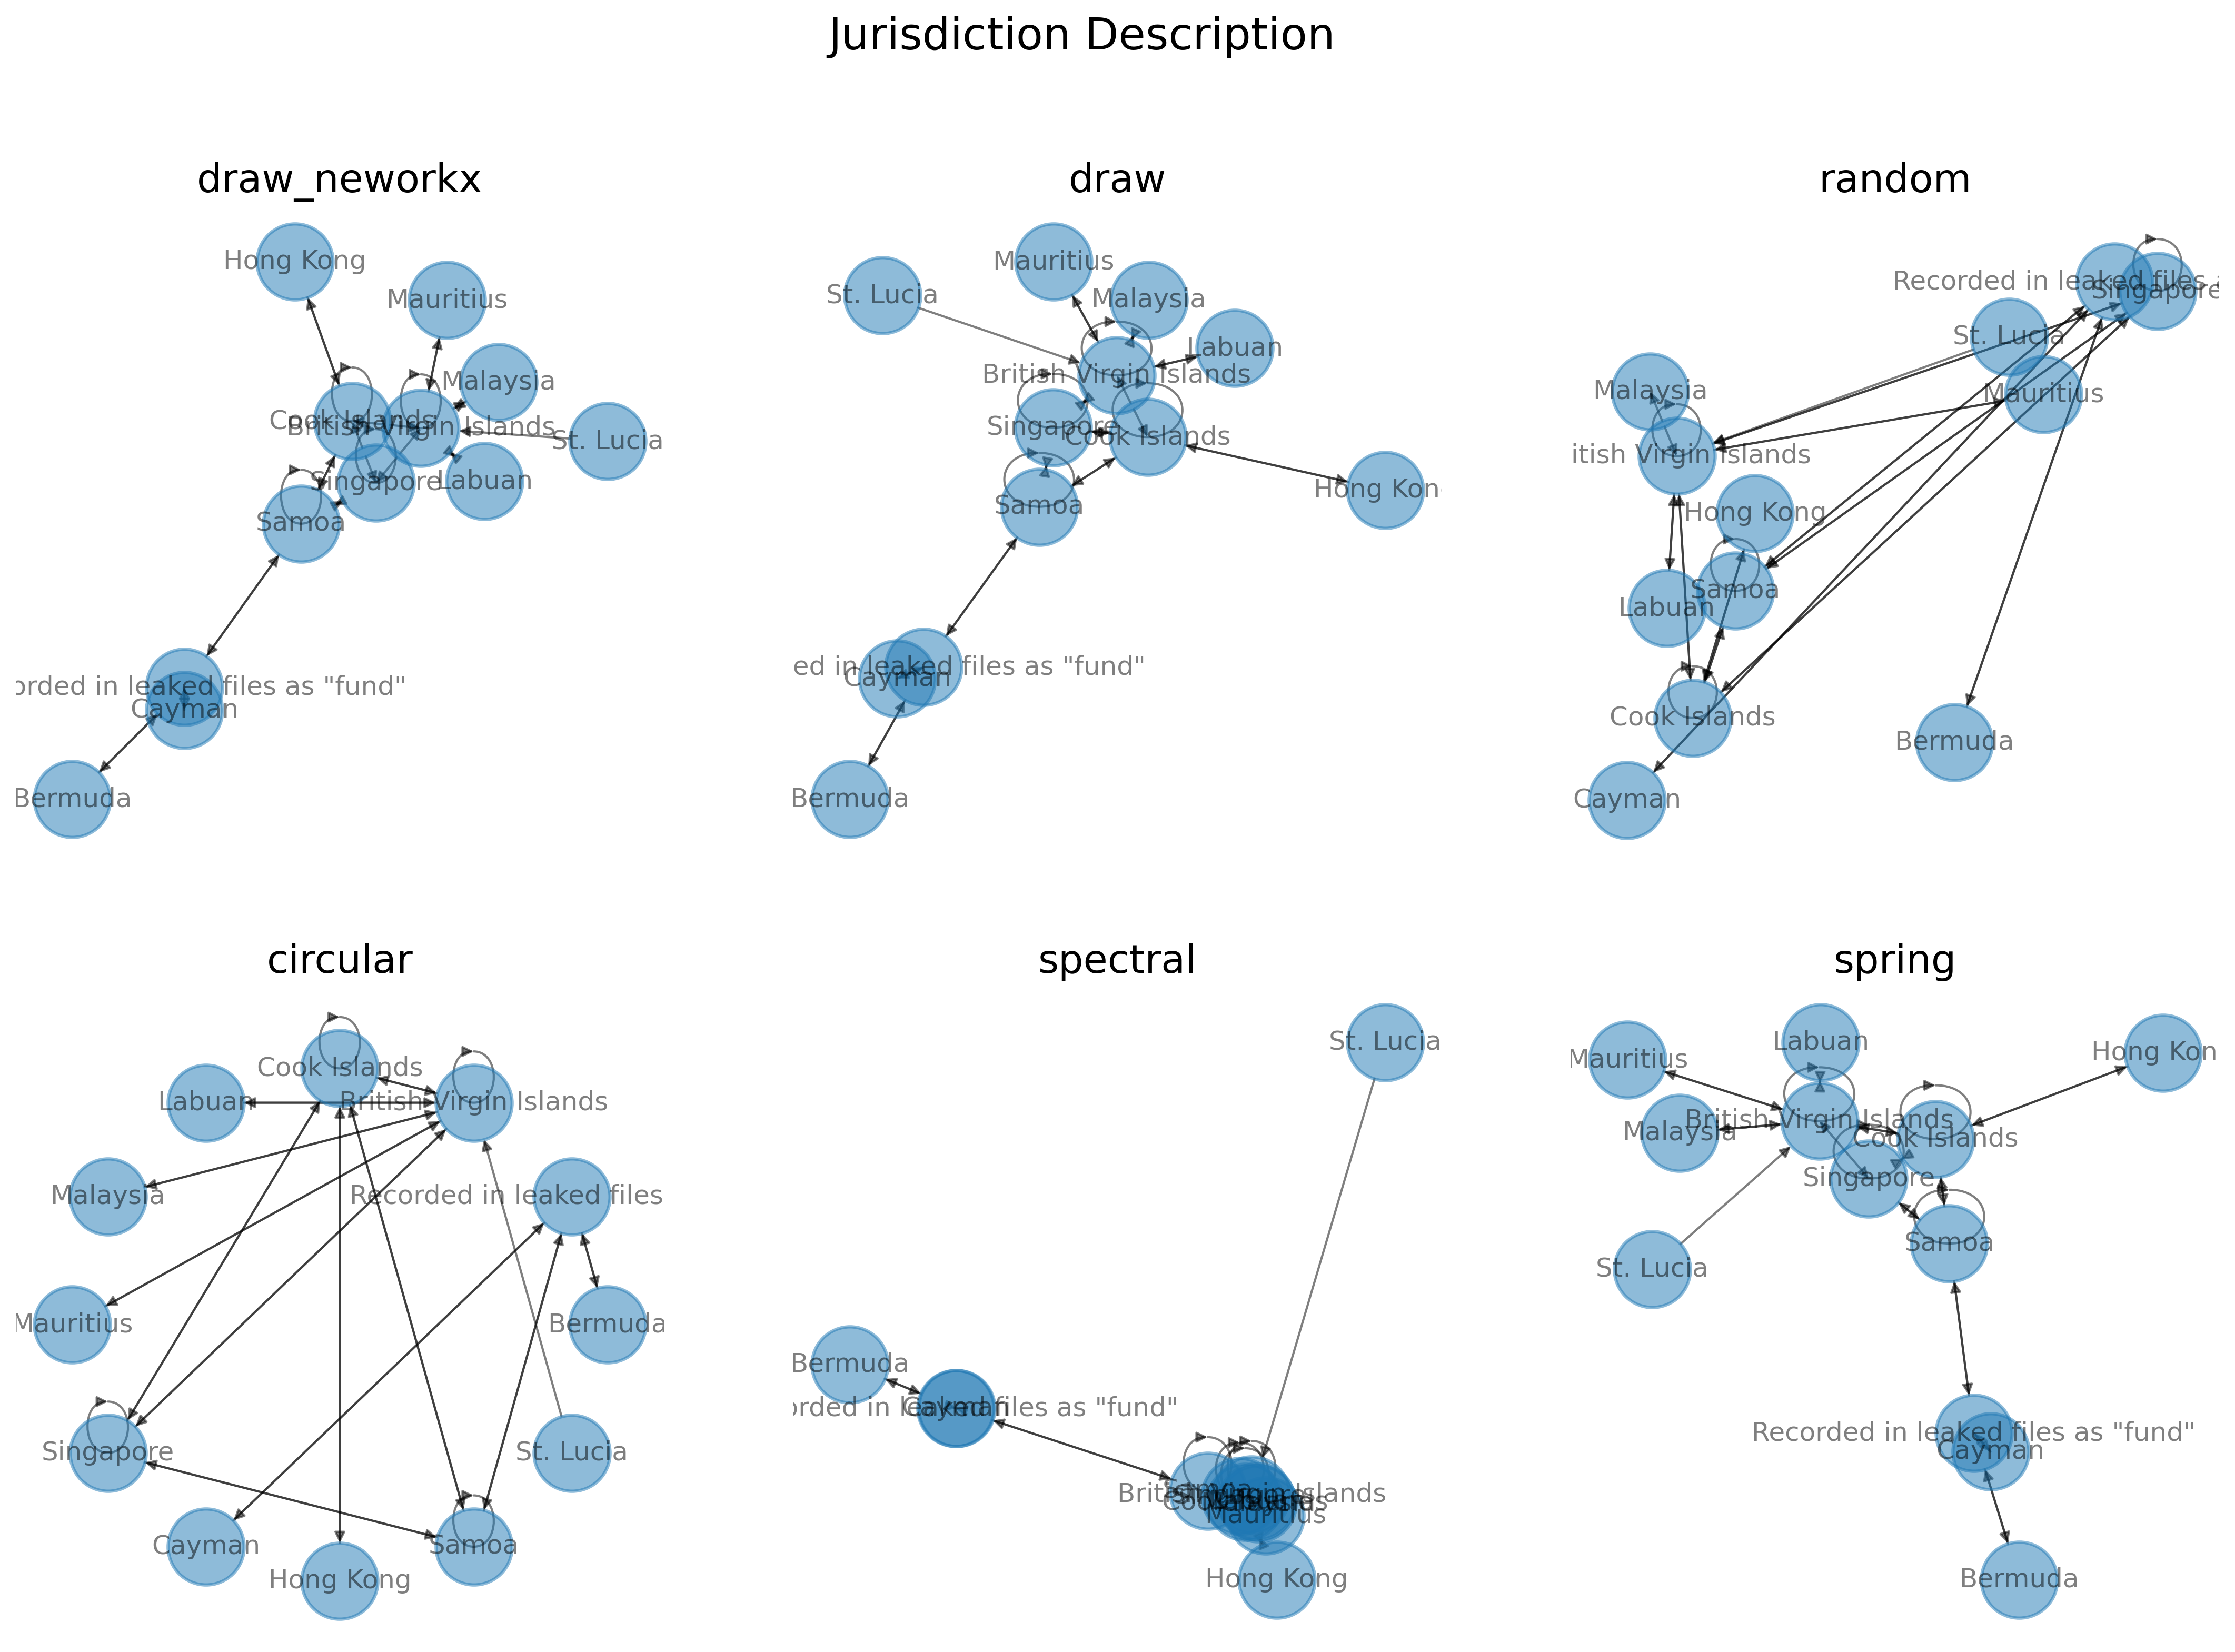 Jurisdiction Description
draw_neworkx
Hong Kong
Mauritius
Malaysia
Cook Islands
British Virgin Islands
St. Lucia
Singapore
Labuan
Samoa
orded in leaked files as "fund"
Cayman
Bermuda
draw
Mauritius
St. Lucia
Malaysia
Labuan
British Virgin Islands
Singapore
Cook Islands
Hong Kon
Samoa
ed in leaked files as "fund"
Cayman
Bermuda
random
Recorded in leaked files
Singapore
St. Lucia
Malaysia
Mauritius
itish Virgin Islands
Hong Kong
Samoa
Labuan
Cook Islands
Bermuda
Cayman
circular
Cook Islands
Labuan
British Virgin Islands
Malaysia
Recorded in leaked files
Mauritius
Bermuda
Singapore
St. Lucia
Cayman
Samoa
Hong Kong
spectral
St. Lucia
Bermuda
orded in leaked files as "fund"
Cayman
British Virgin Islands
Samoa
Mauritius
Hong Kong
spring
Labuan
Hong Kon
Mauritius
British Virgin Islands
Malaysia
Cook Islands
Singapore
Samoa
St. Lucia
Recorded in leaked files as "fund"
Cayman
Bermuda